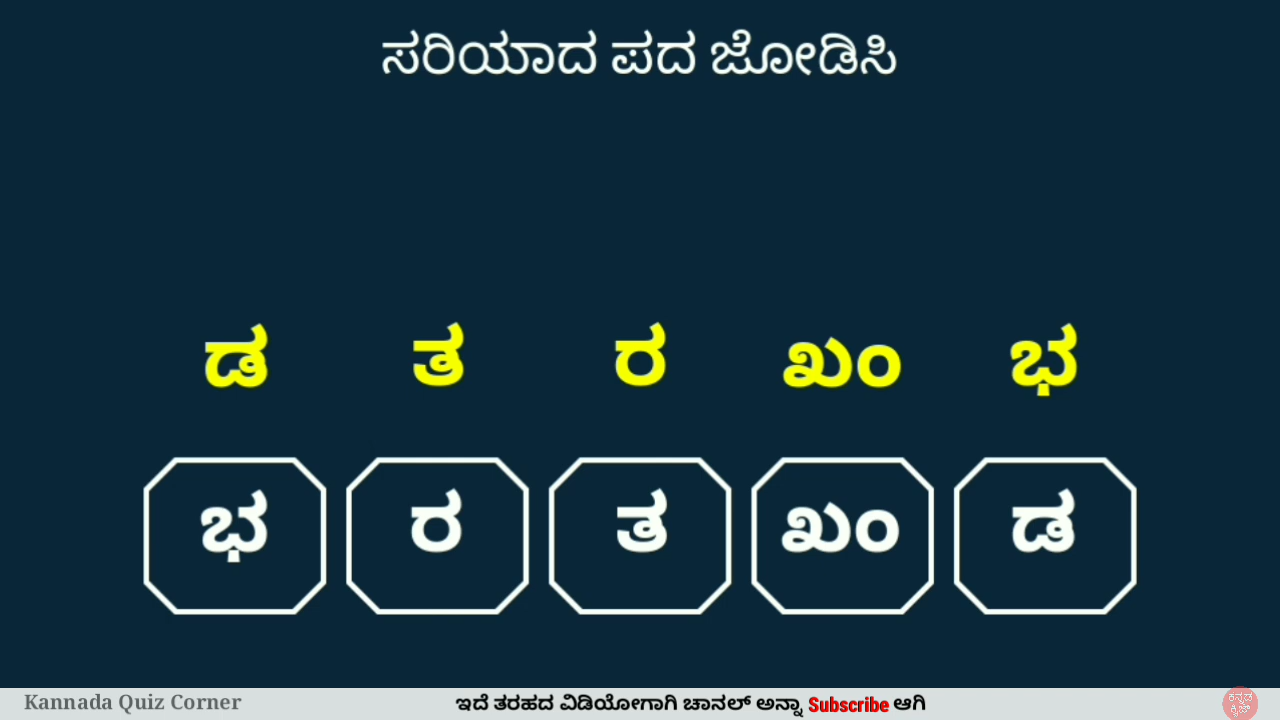 ಸರಿಯಾದ ಪದ ಜೋಡಿಸಿ
ಡ ತ ರ ಖಂ ಭ
ಭ ರ ತ ಖಂ ಡ
Kannada Quiz Corner ಇದೆ ತರಹದ ವಿಡಿಯೋಗಾಗಿ ಚಾನಲ್ ಅನ್ನಾ Subscribe ಆಗಿ